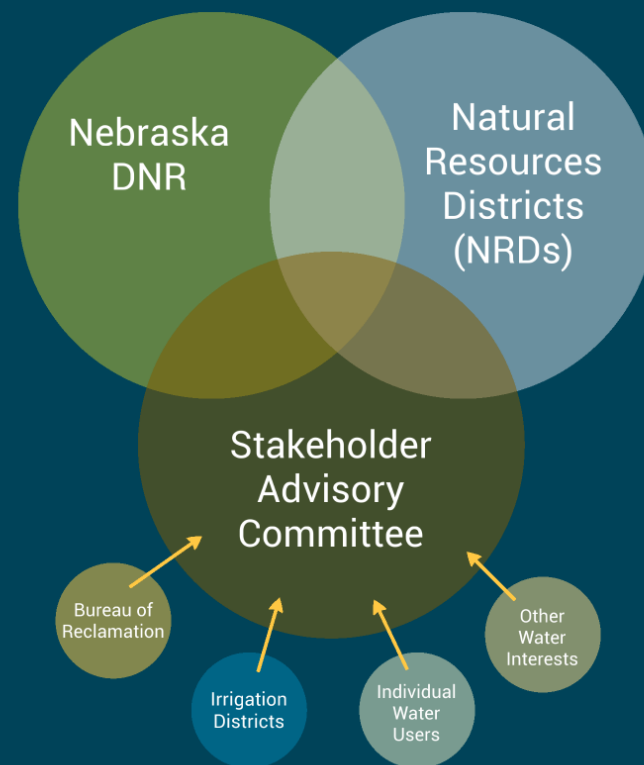 Nebraska
DNR
Natural
Resources
Districts
(NRDs)
Stakeholder
Advisory
Committee
Bureau of
Reclamation
Irrigation
Districts
Individual
Water
Users
Other
Water
Interests